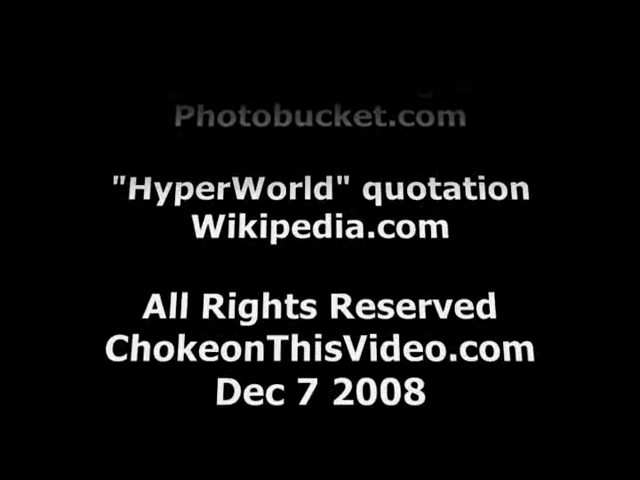 Photobucket.com
"HyperWorld" quotation
Wikipedia.com
All Rights Reserved
ChokeonThisVideo.com
Dec 7 2008